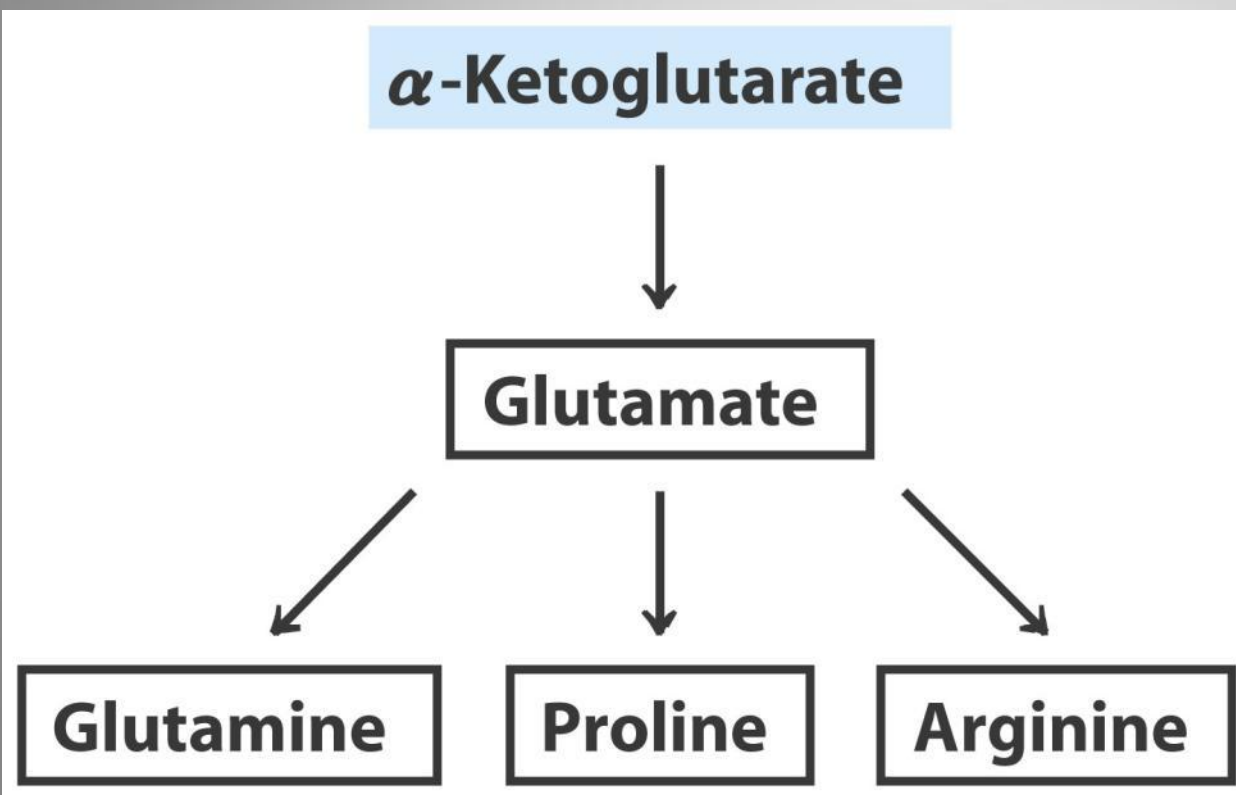 α-Ketoglutarate
Glutamate
Glutamine
Proline
Arginine